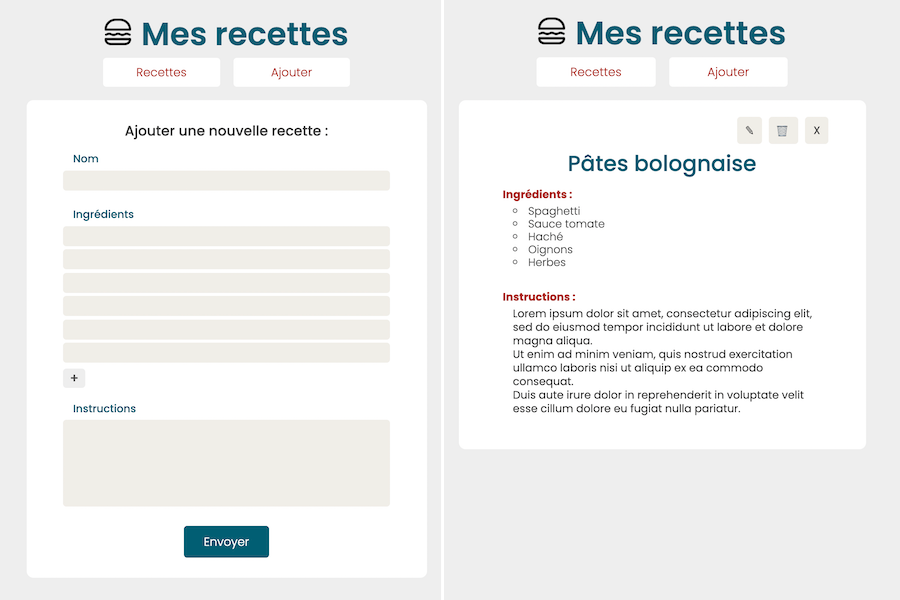 Mes recettes
Recettes
Ajouter
Ajouter une nouvelle recette :
Nom
Ingrédients
+
Instructions
Envoyer
Mes recettes
Recettes
Ajouter
X
Pâtes bolognaise
Ingrédients :
Spaghetti
Sauce tomate
Haché
Oignons
Herbes
Instructions :
Lorem ipsum dolor sit amet, consectetur adipiscing elit,
sed do eiusmod tempor incididunt ut labore et dolore
magna aliqua.
Ut enim ad minim veniam, quis nostrud exercitation
ullamco laboris nisi ut aliquip ex ea commodo
consequat.
Duis aute irure dolor in reprehenderit in voluptate velit
esse cillum dolore eu fugiat nulla pariatur.